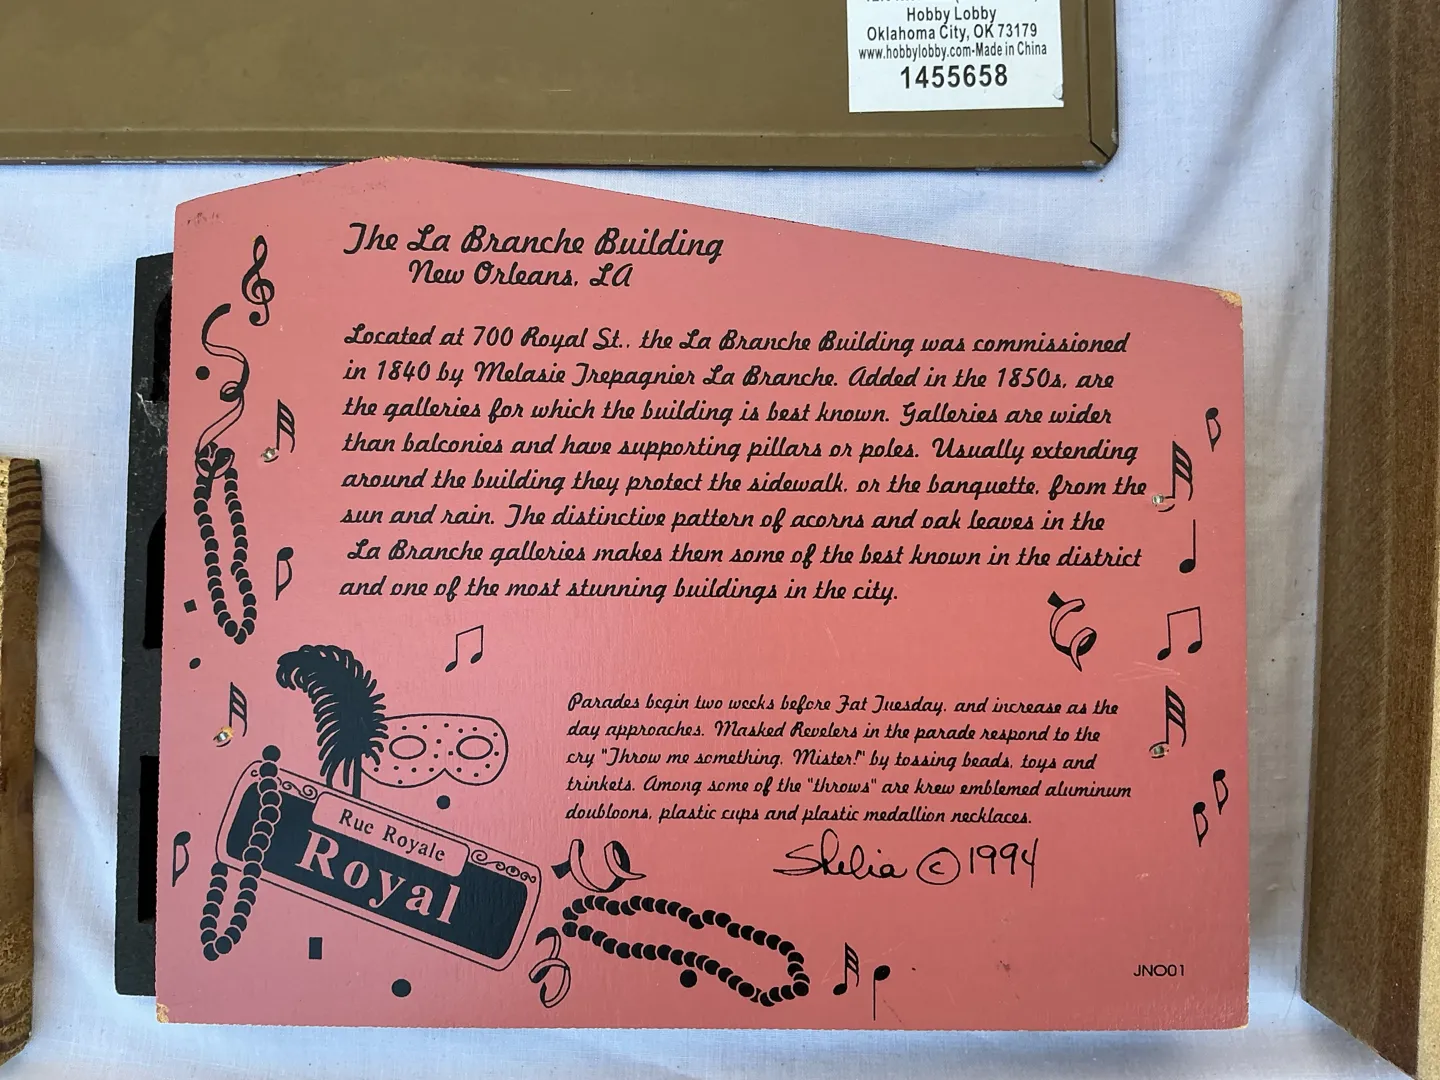 Hobby Lobby
Oklahoma City, OK 73179
www.hobbylobby.com-Made in China
1455658
The La Branche Building
New Orleans, LA
Located at 700 Royal St., the La Branche Building was commissioned
in 1840 by Melasie Trepagnier La Branche. Added in the 1850s, are
the galleries for which the building is best known. Galleries are wider
than balconies and have supporting pillars or poles. Usually extending
around the building they protect the sidewalk, or the banquette, from the
sun and rain. The distinctive pattern of acorns and oak leaves in the
La Branche galleries makes them some of the best known in the district
and one of the most stunning buildings in the city.
Parades begin two weeks before Fat Tuesday, and increase as the
day approaches. Masked Revelers in the parade respond to the
cry "Throw me something, Mister!" by tossing beads, toys and
trinkets. Among some of the "throws" are krew emblemed aluminum
doubloons, plastic cups and plastic medallion necklaces.
Rue Royale
Royal
Shelia © 1994
JNO01